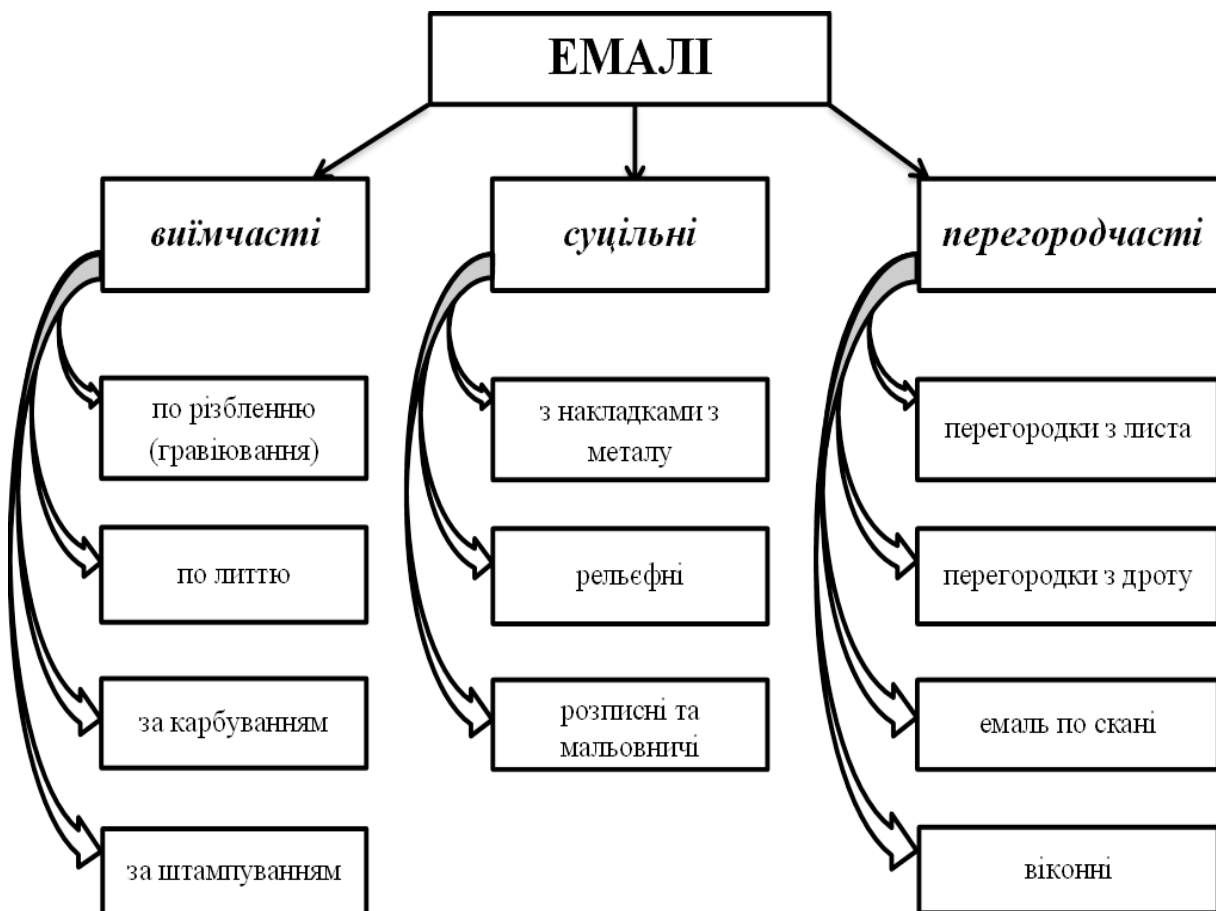 ЕМАЛІ
виїмчасті
суцільні
перегородчасті
по різбленню
(гравіювання)
з накладками з
металу
перегородки з листа
по литтю
рельєфні
перегородки з дроту
за карбуванням
розписні та
мальовничі
емаль по скані
за штампуванням
віконні